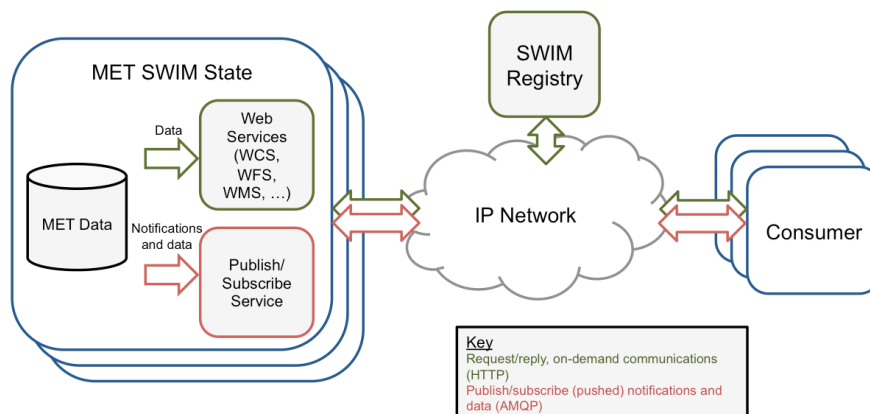 MET SWIM State
Data
Web
Services
(WCS,
WFS,
WMS, …)
MET Data
Notifications
and data
Publish/
Subscribe
Service
SWIM
Registry
IP Network
Consumer
Key
Request/reply, on-demand communications
(HTTP)
Publish/subscribe (pushed) notifications and
data (AMQP)